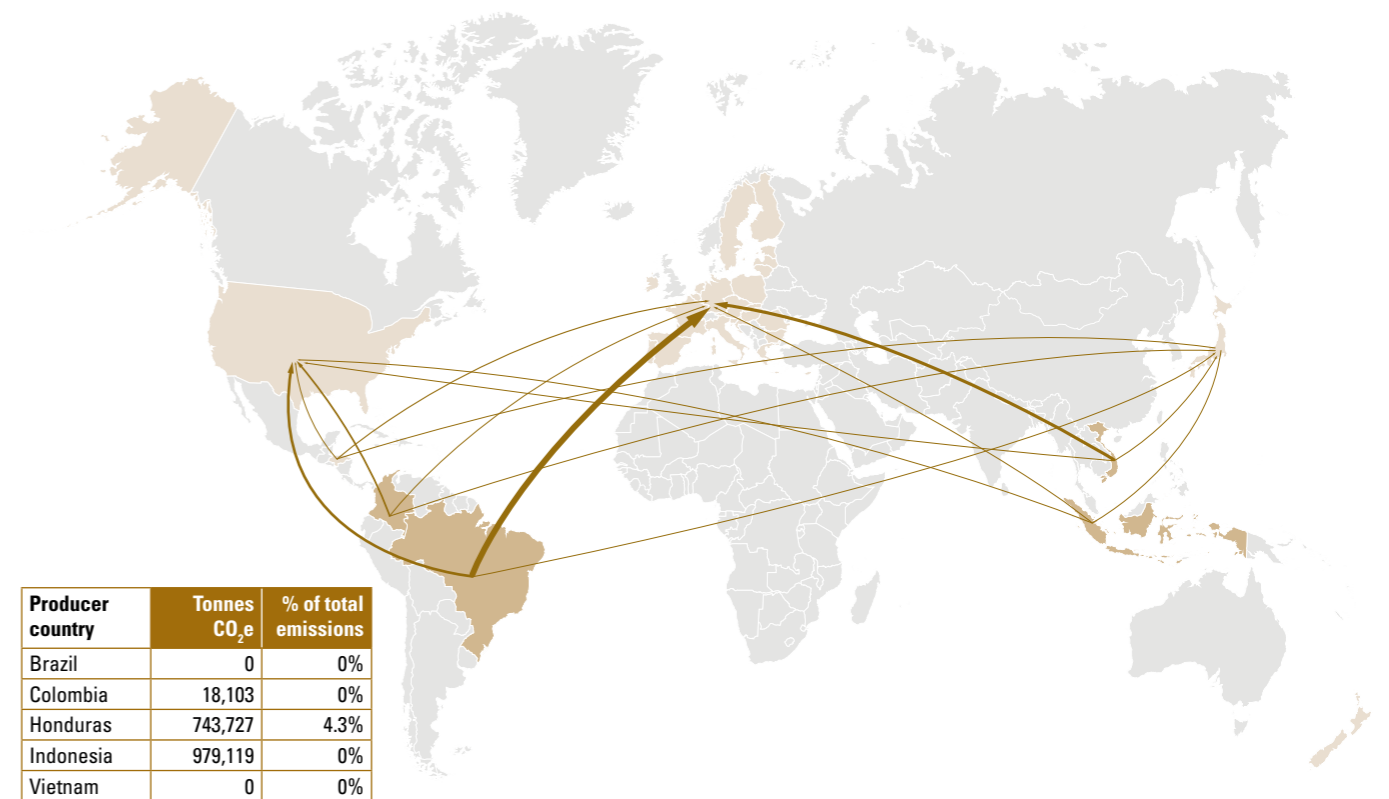 Producer country Tonnes CO₂e % of total emissions
Brazil 0 0%
Colombia 18,103 0%
Honduras 743,727 4.3%
Indonesia 979,119 0%
Vietnam 0 0%